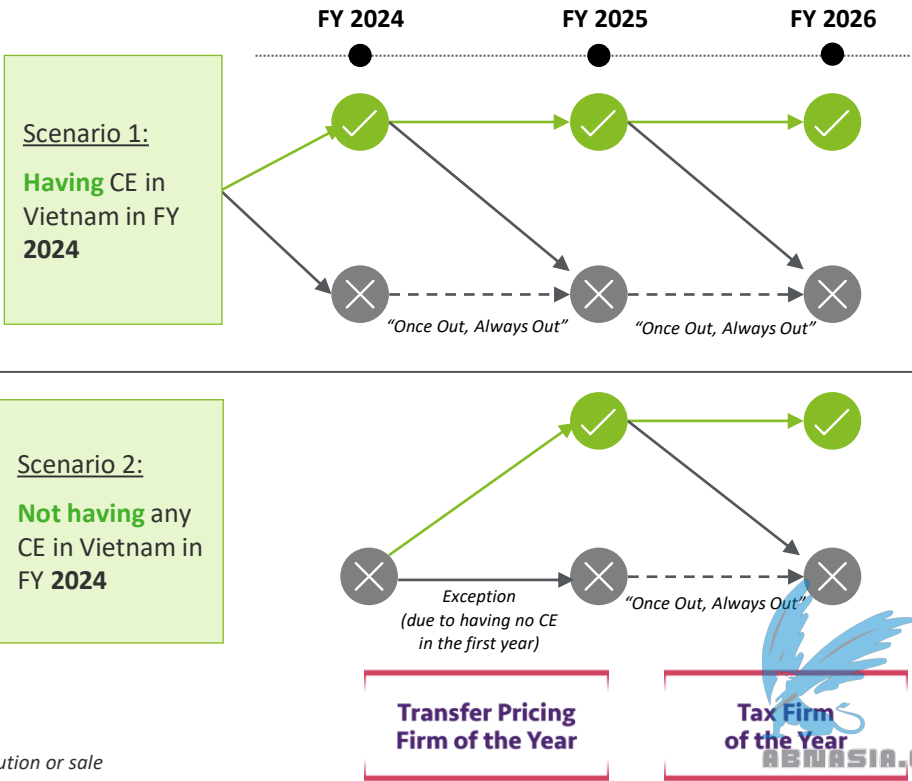 FY 2024
FY 2025
FY 2026
Scenario 1:
Having CE in
Vietnam in FY
2024
“Once Out, Always Out”
“Once Out, Always Out”
Scenario 2:
Not having any
CE in Vietnam in
FY 2024
Exception
(due to having no CE
in the first year)
“Once Out, Always Out”
Transfer Pricing
Firm of the Year
Tax Firm
of the Year
ution or sale
ABNASIA.